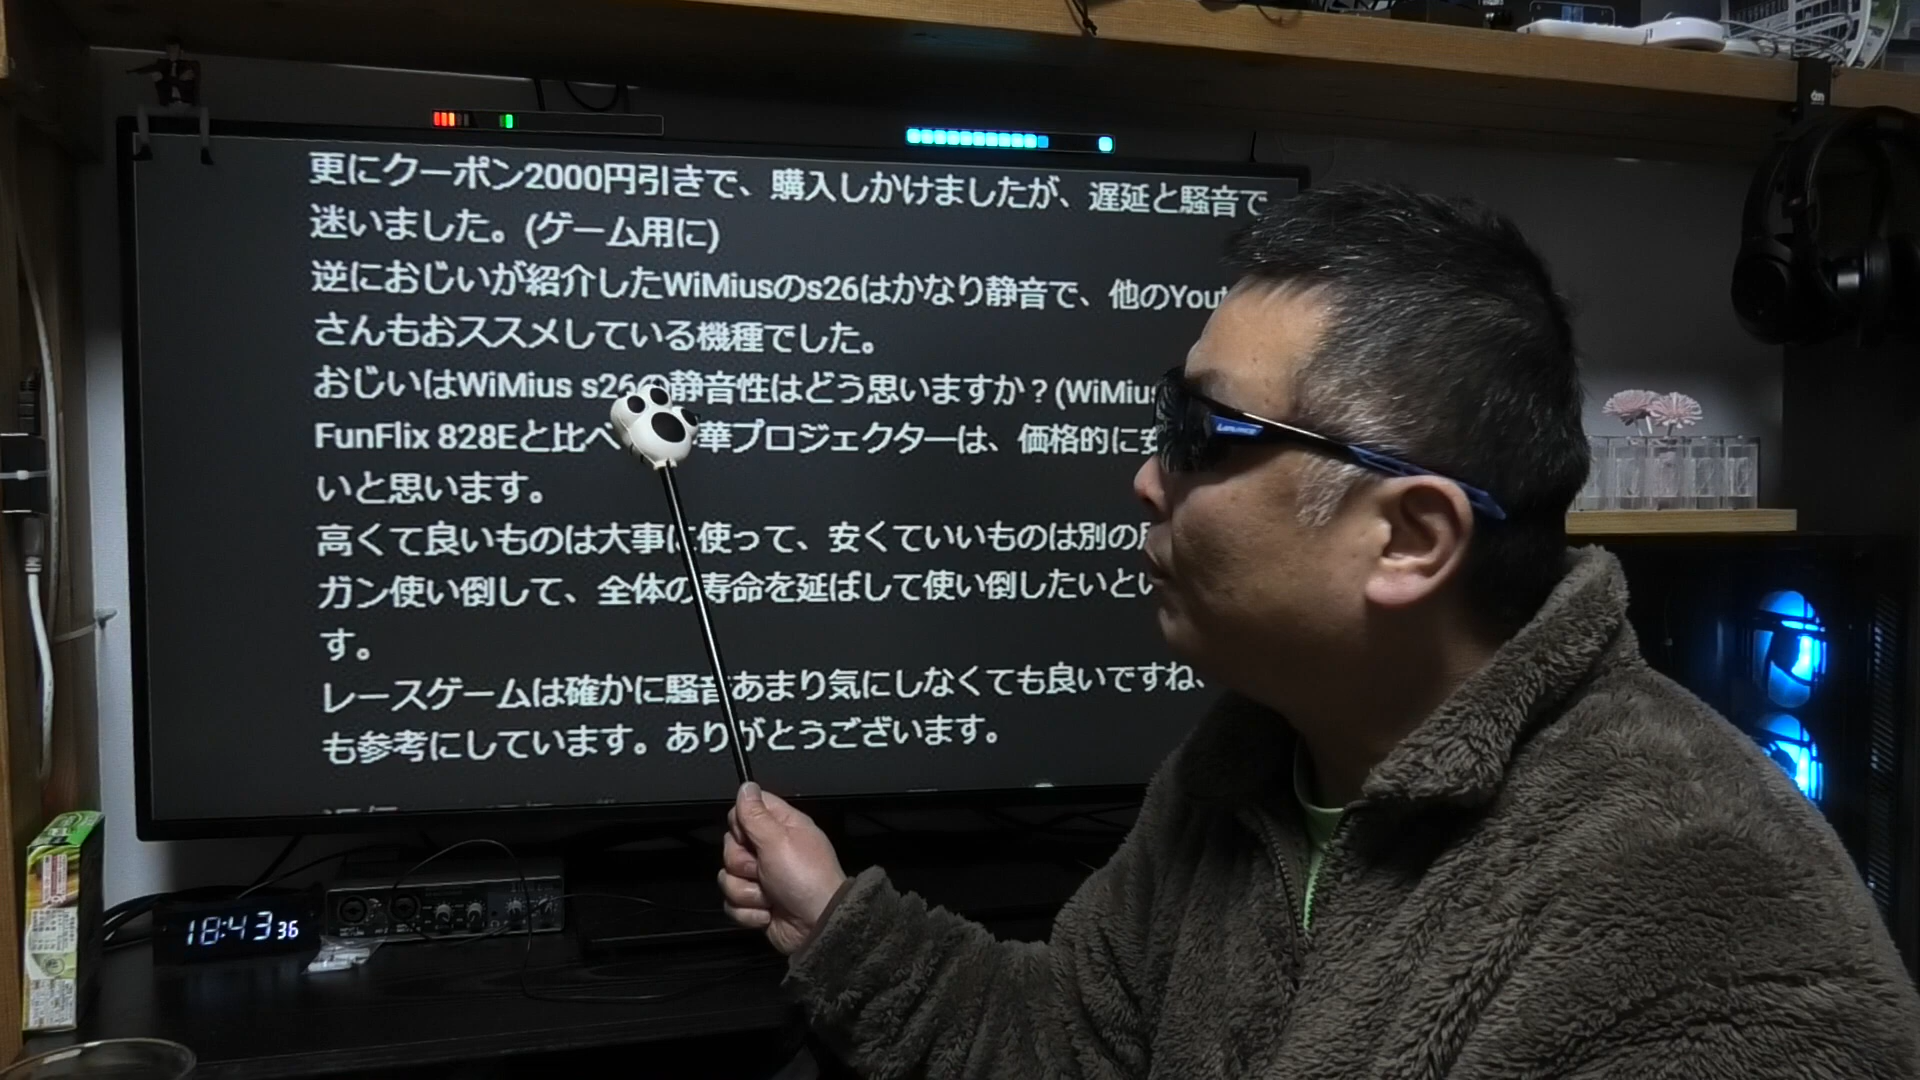 更にクーポン2000円引きで、購入しかけましたが、遅延と騒音で
迷いました。(ゲーム用に)
逆におじいが紹介したWiMiusのs26はかなり静音で、他のYout
さんもおススメしている機種でした。
おじいはWiMius s26の静音性はどう思いますか？(WiMius
FunFlix 828Eと比べ 華プロジェクターは、価格的に安
いと思います。
高くて良いものは大事に使って、安くていいものは別の
ガン使い倒して、全体の寿命を延ばして使い倒したいとい
す。
レースゲームは確かに騒音あまり気にしなくても良いですね、
も参考にしています。ありがとうございます。
18:43 36